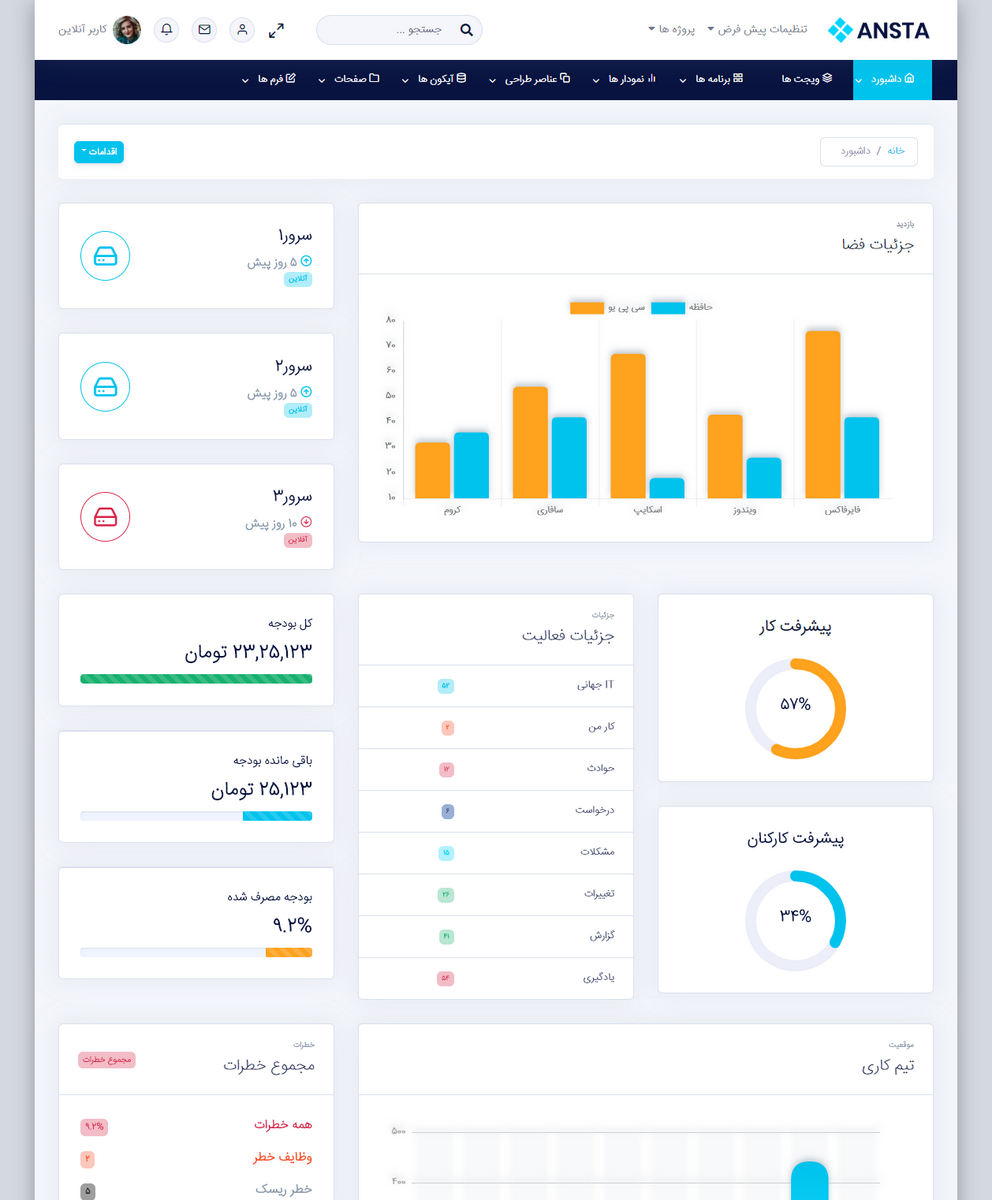 ANSTA
تنظیمات پیش فرض
پروژه ها
جستجو ...
کاربر آنلاین
داشبورد
ویجت ها
برنامه ها
نمودار ها
عناصر طراحی
آیکون ها
صفحات
فرم ها
خانه / داشبورد
اقدامات
بازدید
جزئیات فضا
حافظه
سی پی یو
۸۰
۷۰
۶۰
۵۰
۴۰
۳۰
۲۰
۱۰
فایرفاکس
ویندوز
اسکایپ
سافاری
کروم
سرور۱
۵ روز پیش
آنلاین
سرور۲
۵ روز پیش
آنلاین
سرور۳
۱۰ روز پیش
آفلاین
پیشرفت کار
۵۷%
پیشرفت کارکنان
۳۴%
جزئیات
جزئیات فعالیت
IT جهانی
۵۲
کار من
۲
حوادث
۱۲
درخواست
۶
مشکلات
۱۵
تغییرات
۲۶
گزارش
۴۱
یادگیری
۵۴
کل بودجه
۲۳,۲۵,۱۲۳ تومان
باقی مانده بودجه
۲۵,۱۲۳ تومان
بودجه مصرف شده
۹.۲%
موقعیت
تیم کاری
۵۰۰
۴۰۰
خطرات
مجموع خطرات
مجموع خطرات
همه خطرات
۹.۲%
وظایف خطر
۲
خطر ریسک
۵